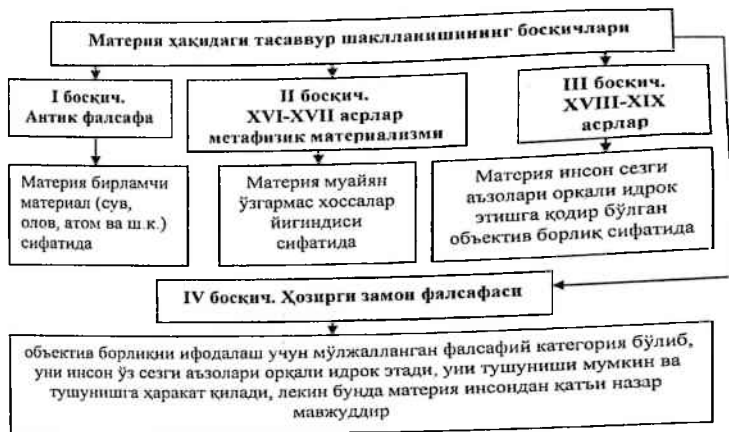 Материя ҳақидаги тасаввур шаклланишининг босқичлари
I босқич.
Антик фалсафа
II босқич.
XVI-XVII асрлар
метафизик материализми
III босқич.
XVIII-XIX
асрлар
Материя бирламчи
материал (сув,
олов, атом ва ш.к.)
сифатида
Материя муайян
ўзгармас хоссалар
йигиндиси
сифатида
Материя инсон сезги
аъзолари орқали идрок
этишга қодир бўлган
объектив борлиқ сифатида
IV босқич. Ҳозирги замон фалсафаси
объектив борлиқни ифодалаш учун мўлжалланган фалсафий категория бўлиб,
уни инсон ўз сезги аъзолари орқали идрок этади, уни тушуниши мумкин ва
тушунишга ҳаракат қилади, лекин бунда материя инсондан қатъи назар
мавжуддир